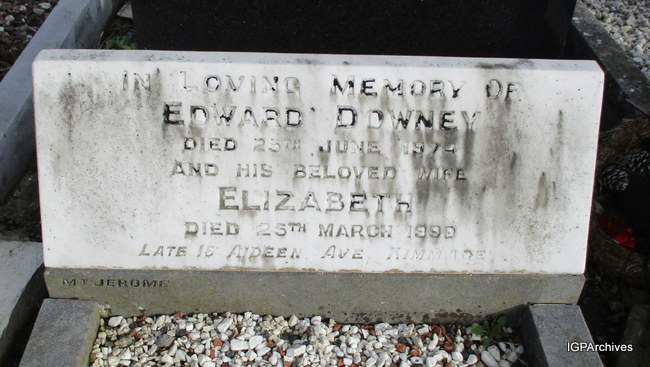 IN LOVING MEMORY OF
EDWARD DOWNEY
DIED 25TH JUNE 1974
AND HIS BELOVED WIFE
ELIZABETH
DIED 25TH MARCH 1999
LATE 16 AIDEEN AVE, KIMMAGE
MT JEROME
IGPArchives